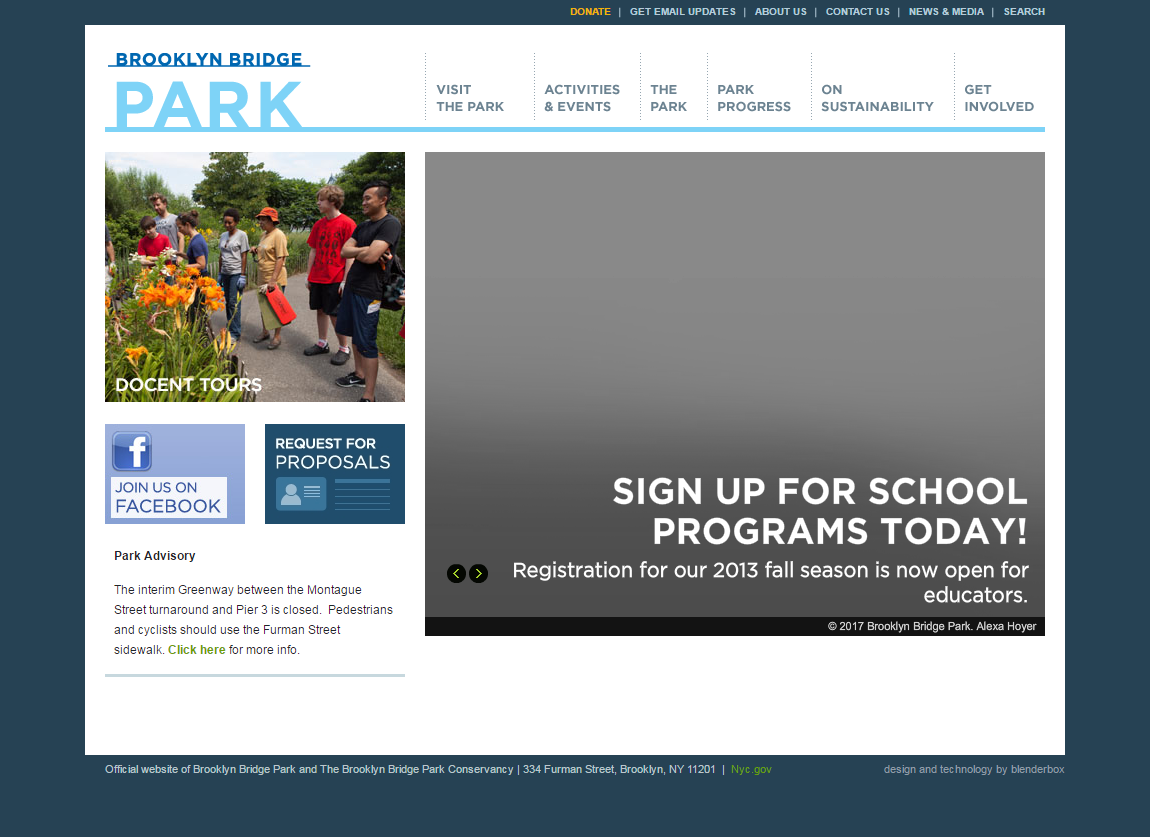 DONATE | GET EMAIL UPDATES | ABOUT US | CONTACT US | NEWS & MEDIA | SEARCH
BROOKLYN BRIDGE
PARK
VISIT
THE PARK
ACTIVITIES
& EVENTS
THE
PARK
PARK
PROGRESS
ON
SUSTAINABILITY
GET
INVOLVED
DOCENT TOURS
f
JOIN US ON
FACEBOOK
REQUEST FOR
PROPOSALS
Park Advisory
The interim Greenway between the Montague
Street turnaround and Pier 3 is closed.  Pedestrians
and cyclists should use the Furman Street
sidewalk. Click here for more info.
SIGN UP FOR SCHOOL
PROGRAMS TODAY!
Registration for our 2013 fall season is now open for
educators.
© 2017 Brooklyn Bridge Park. Alexa Hoyer
Official website of Brooklyn Bridge Park and The Brooklyn Bridge Park Conservancy | 334 Furman Street, Brooklyn, NY 11201 | Nyc.gov
design and technology by blenderbox